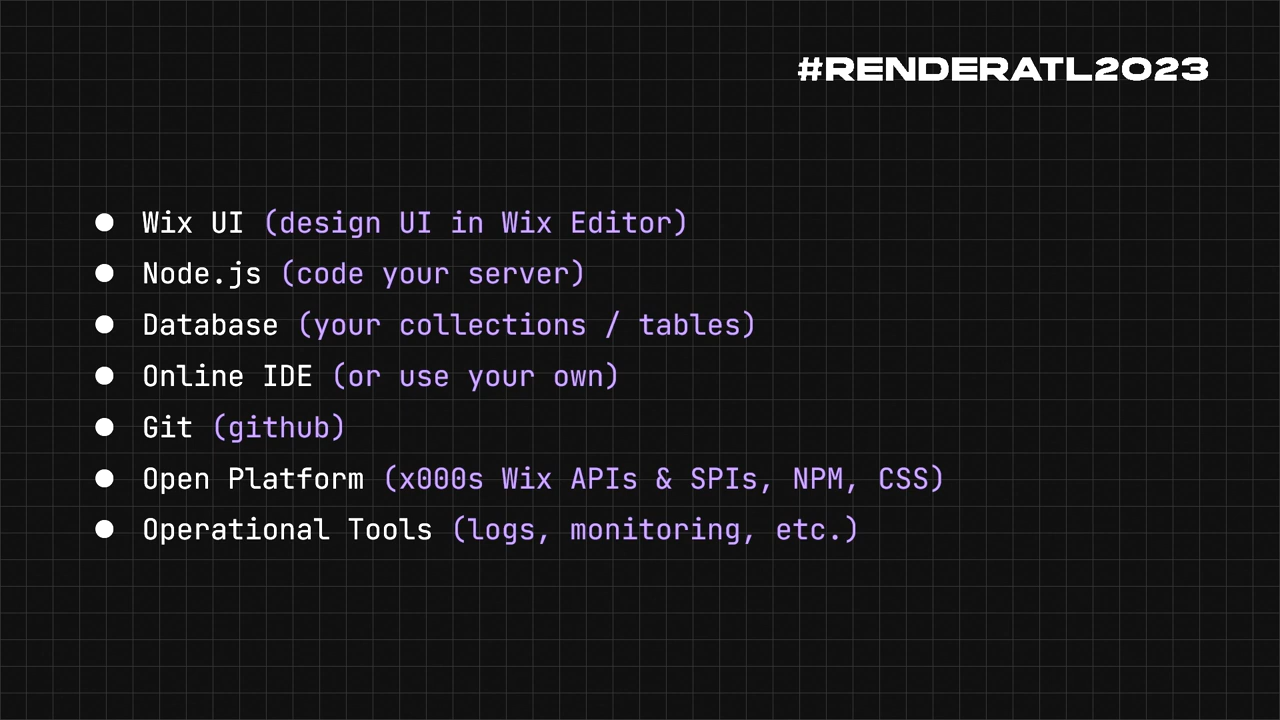 #RENDERATL2023
● Wix UI (design UI in Wix Editor)
● Node.js (code your server)
● Database (your collections / tables)
● Online IDE (or use your own)
● Git (github)
● Open Platform (x000s Wix APIs & SPIs, NPM, CSS)
● Operational Tools (logs, monitoring, etc.)